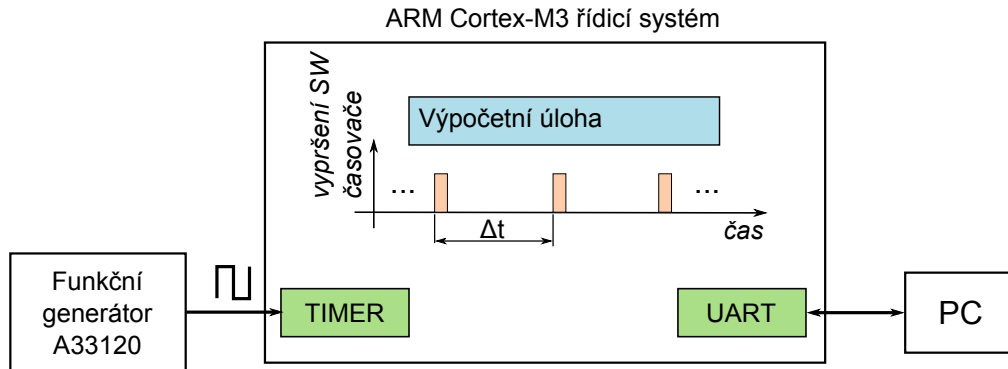 ARM Cortex-M3 řídicí systém
vypršení SW
časovače
Výpočetní úloha
...
...
Δt
čas
Funkční
generátor
A33120
TIMER
UART
PC